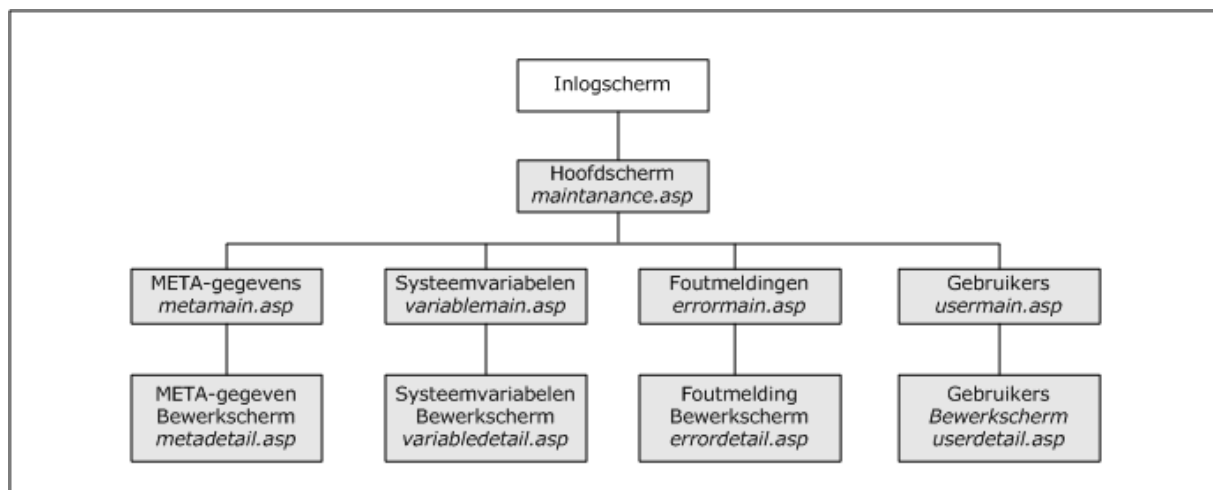 Inlogscherm
Hoofdscherm
maintanance.asp
META-gegevens
metamain.asp
Systeemvariabelen
variablemain.asp
Foutmeldingen
errormain.asp
Gebruikers
usermain.asp
META-gegeven
Bewerkscherm
metadetail.asp
Systeemvariabelen
Bewerkscherm
variabledetail.asp
Foutmelding
Bewerkscherm
errordetail.asp
Gebruikers
Bewerkscherm
userdetail.asp